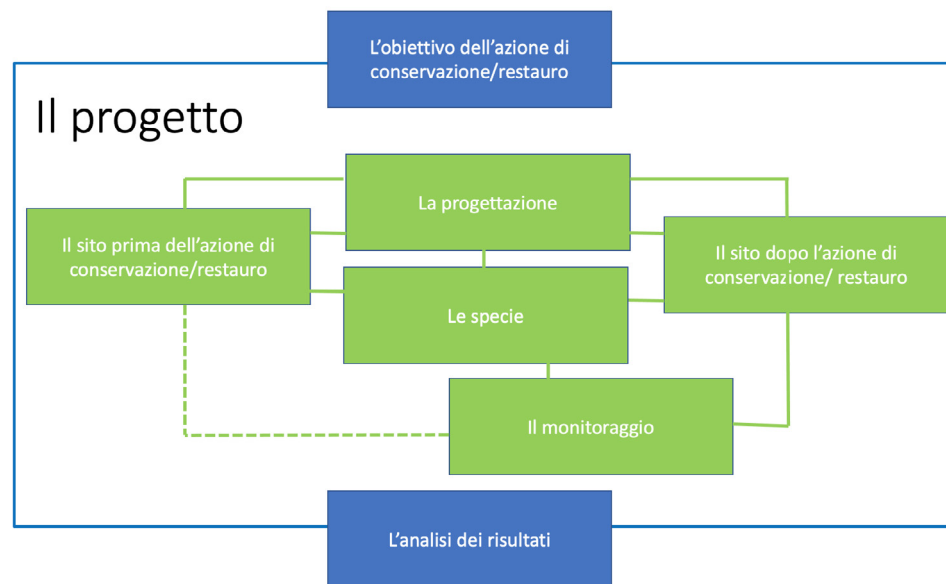 L’obiettivo dell’azione di
conservazione/restauro
Il progetto
La progettazione
Il sito prima dell’azione di
conservazione/restauro
Il sito dopo l’azione di
conservazione/ restauro
Le specie
Il monitoraggio
L’analisi dei risultati